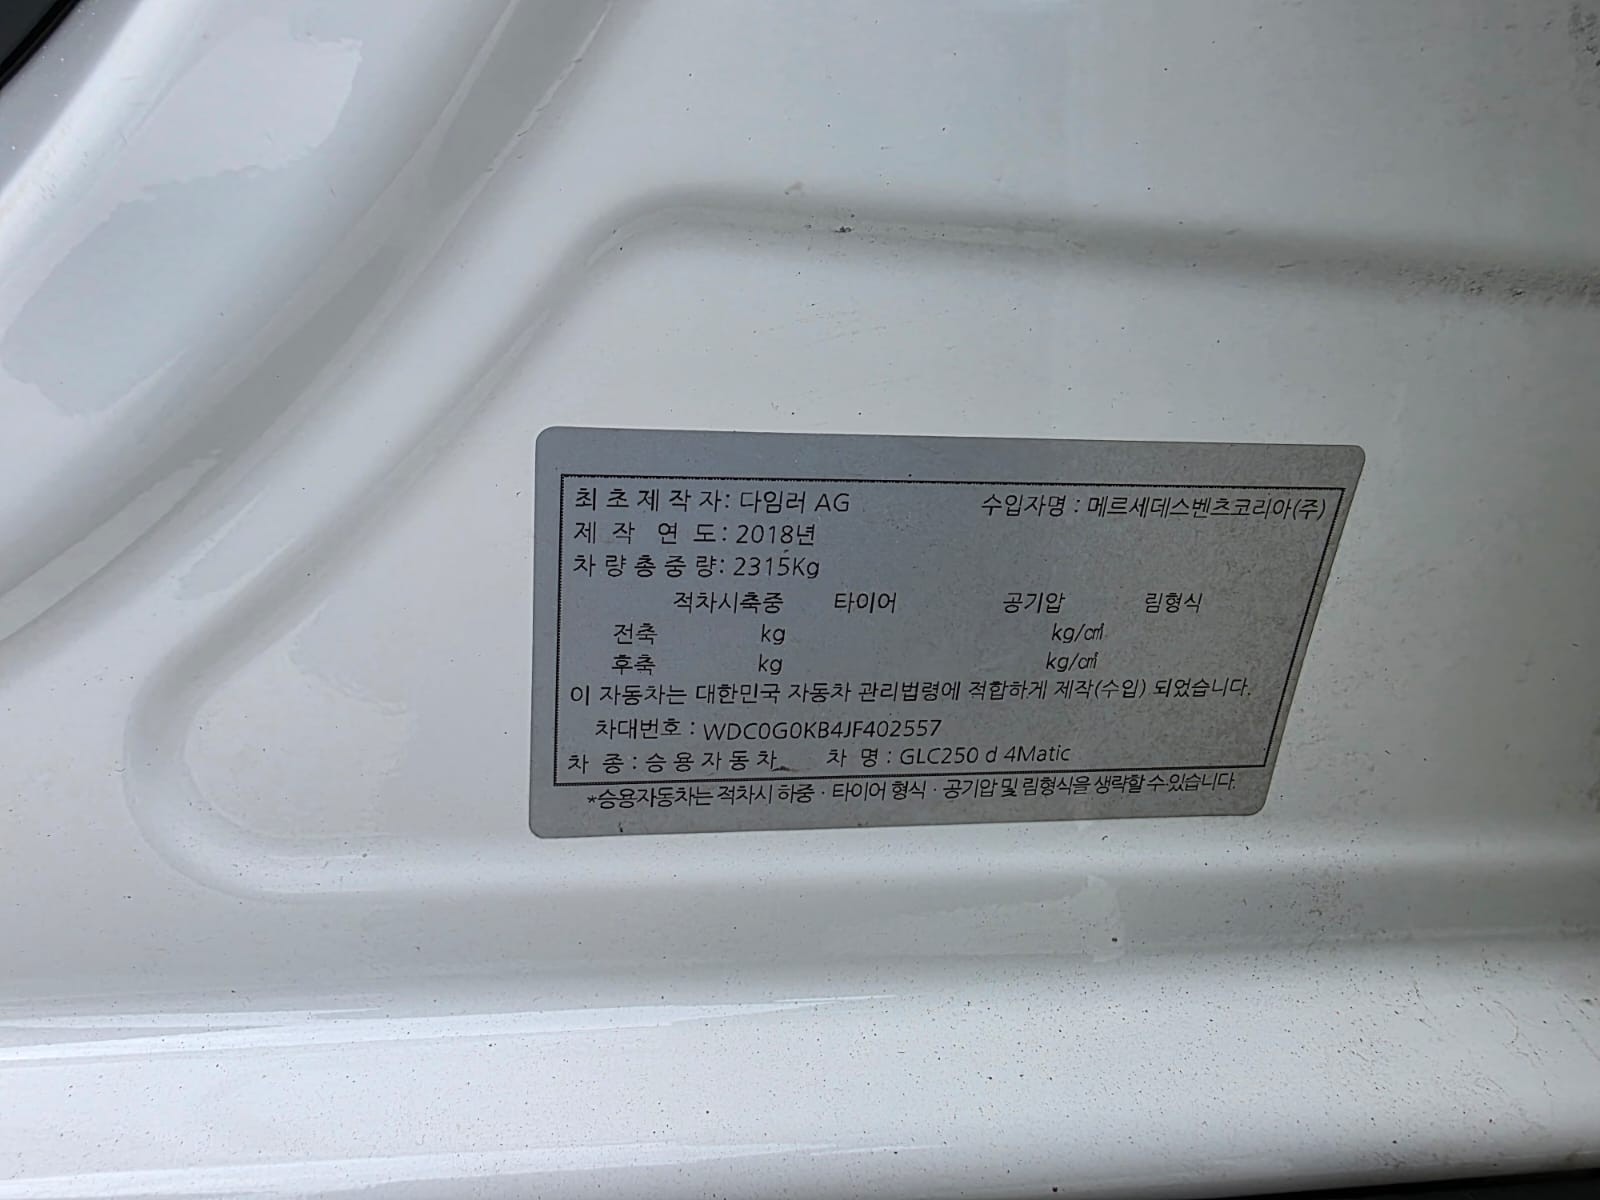 최초제작자: 다임러 AG 수입자명 : 메르세데스벤츠코리아(주)
제 작 연 도: 2018년
차량총중량: 2315Kg
적차시축중 타이어 공기압 림형식
전축 kg kg/㎠
후축 kg kg/㎠
이 자동차는 대한민국 자동차 관리법령에 적합하게 제작(수입) 되었습니다.
차대번호 : WDC0G0KB4JF402557
차 종 : 승용자동차 차 명 : GLC250 d 4Matic
*승용자동차는 적차시 하중 · 타이어 형식 · 공기압 및 림형식을 생략할 수 있습니다.